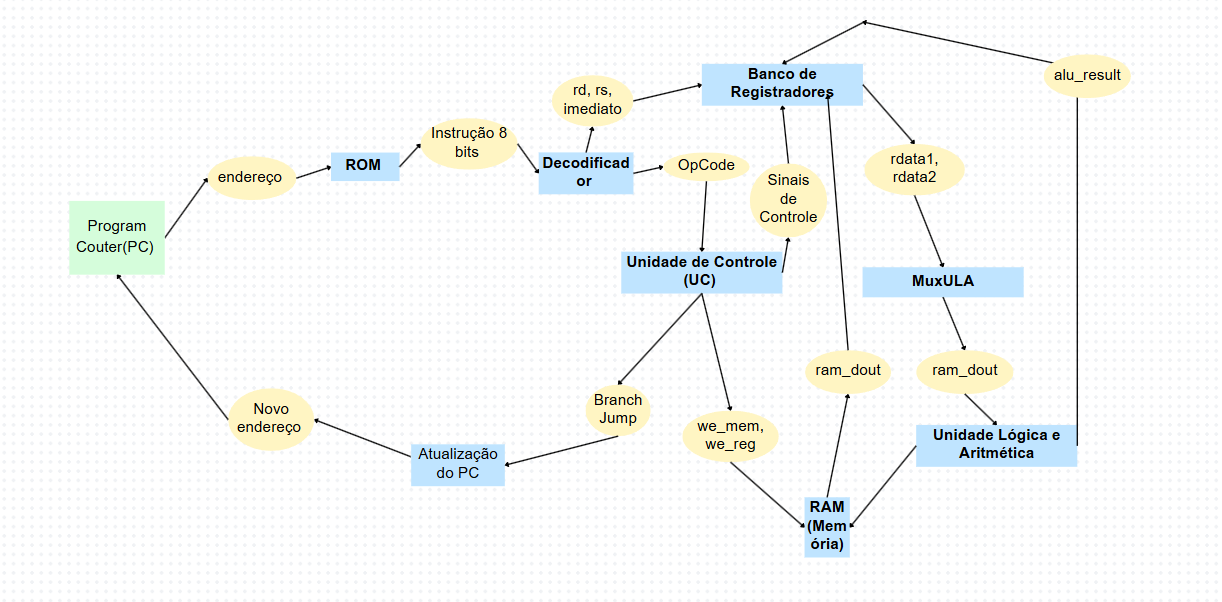 Banco de
Registradores
alu_result
rd, rs,
imediato
Instrução 8
bits
ROM
endereço
Decodificad
or
OpCode
rdata1,
rdata2
Sinais
de
Controle
Program
Couter(PC)
Unidade de Controle
(UC)
MuxULA
ram_dout
ram_dout
Branch
Jump
Novo
endereço
we_mem,
we_reg
Unidade Lógica e
Aritmética
Atualização
do PC
RAM
(Mem
ória)